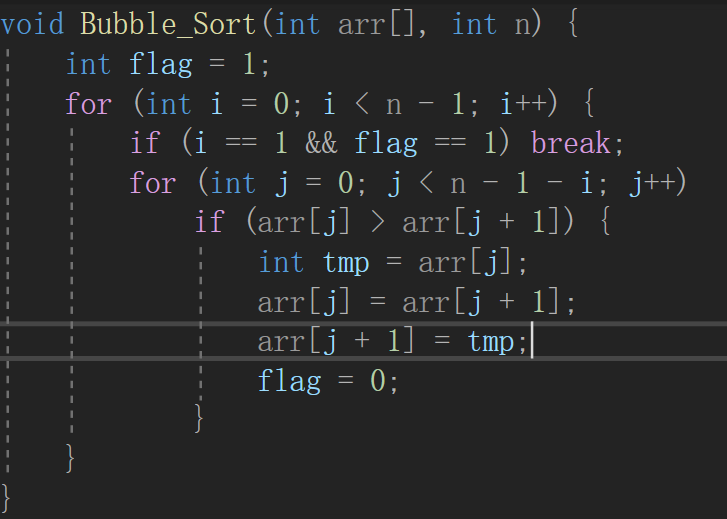 void Bubble_Sort(int arr[], int n) {
    int flag = 1;
    for (int i = 0; i < n - 1; i++) {
        if (i == 1 && flag == 1) break;
        for (int j = 0; j < n - 1 - i; j++)
            if (arr[j] > arr[j + 1]) {
                int tmp = arr[j];
                arr[j] = arr[j + 1];
                arr[j + 1] = tmp;
                flag = 0;
            }
    }
}